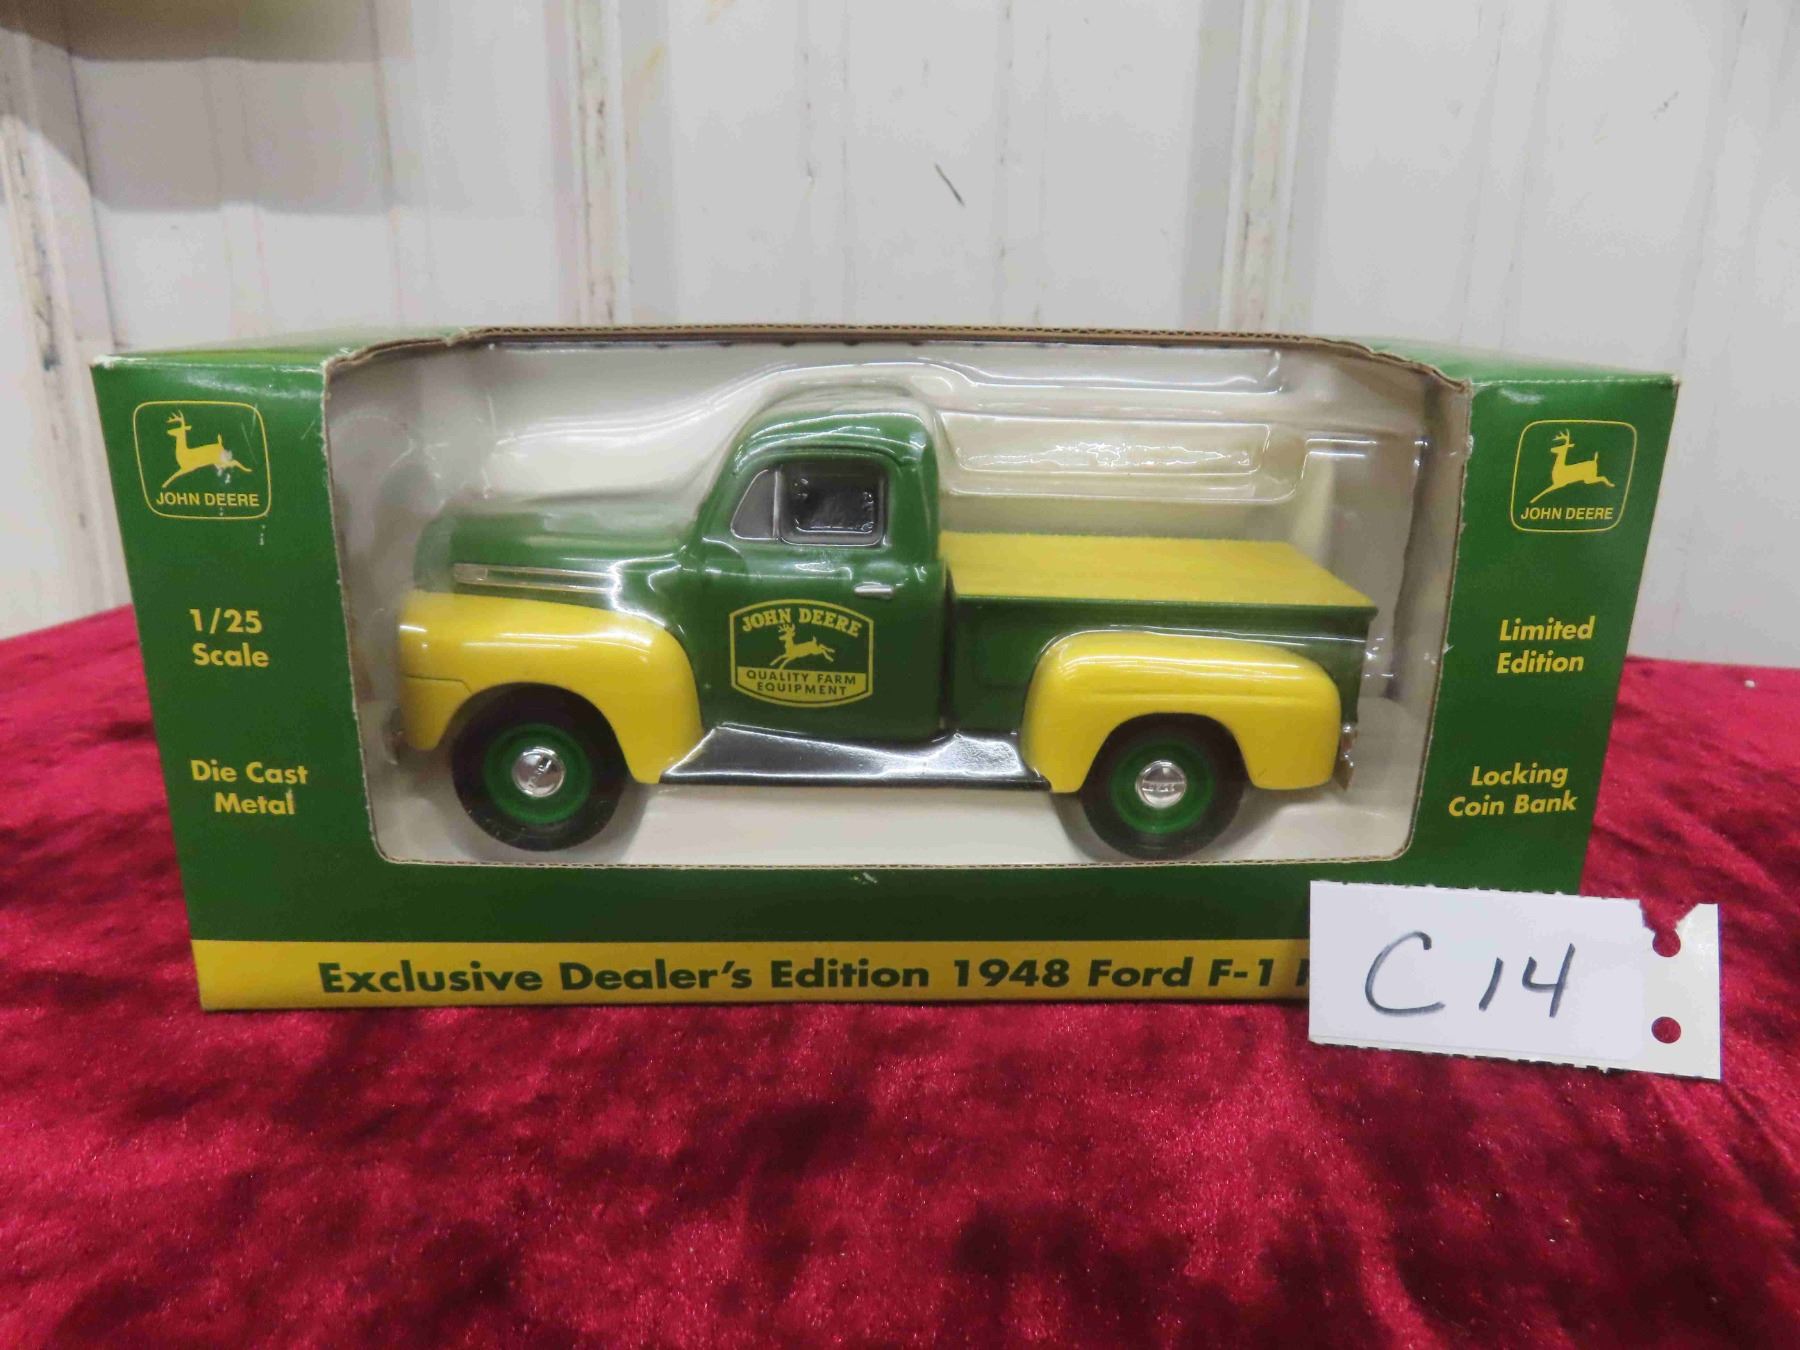 JOHN DEERE
1/25
Scale
Die Cast
Metal
JOHN DEERE
QUALITY FARM
EQUIPMENT
JOHN DEERE
Limited
Edition
Locking
Coin Bank
Exclusive Dealer's Edition 1948 Ford F-1
C 14